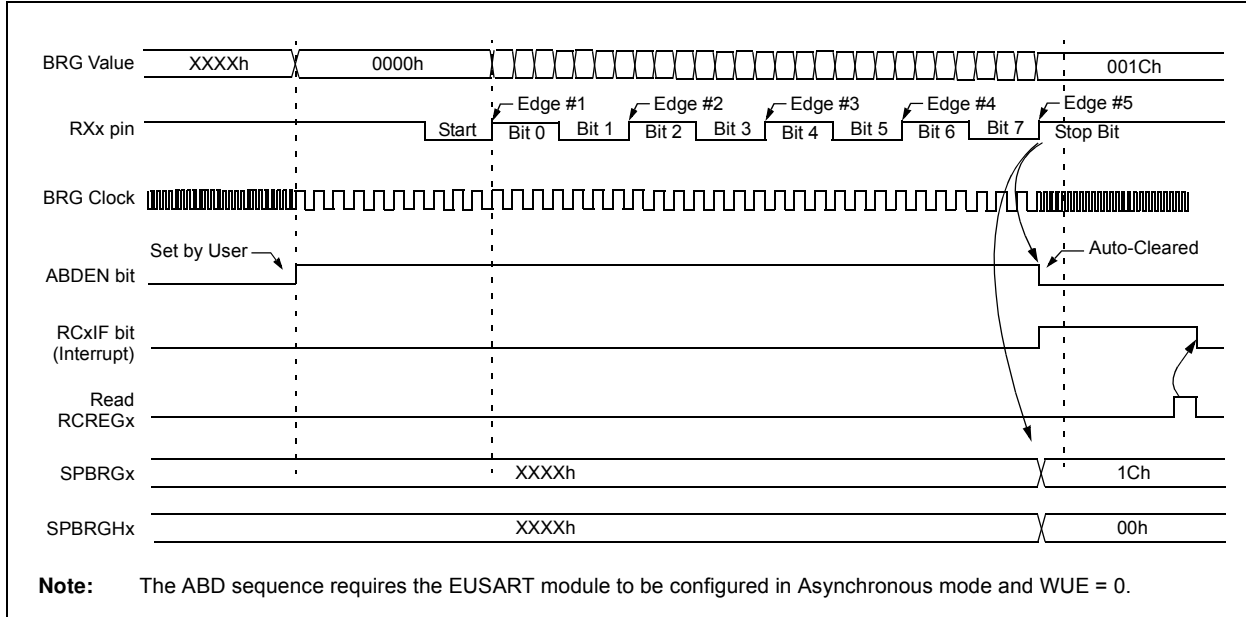 BRG Value XXXXh 0000h 001Ch
Edge #1 Edge #2 Edge #3 Edge #4 Edge #5
RXx pin Start Bit 0 Bit 1 Bit 2 Bit 3 Bit 4 Bit 5 Bit 6 Bit 7 Stop Bit
BRG Clock
Set by User Auto-Cleared
ABDEN bit
RCxIF bit
(Interrupt)
Read
RCREGx
SPBRGx XXXXh 1Ch
SPBRGHx XXXXh 00h
Note: The ABD sequence requires the EUSART module to be configured in Asynchronous mode and WUE = 0.